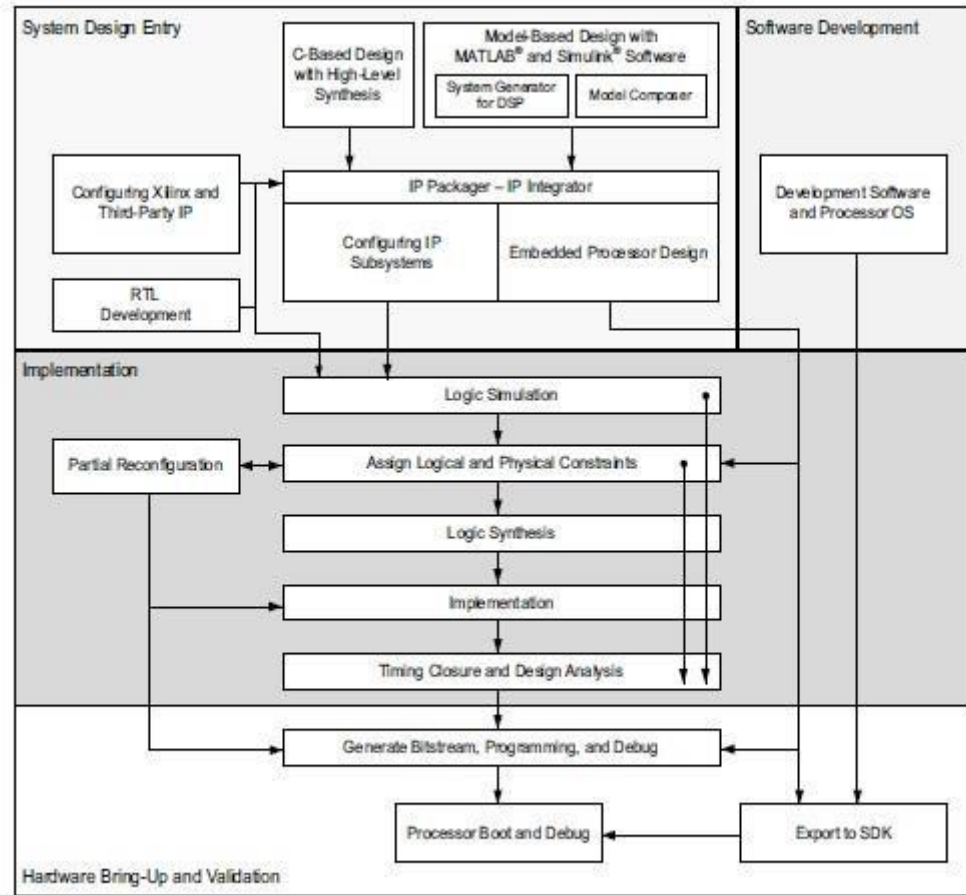 System Design Entry
C-Based Design
with High-Level
Synthesis
Model-Based Design with
MATLAB® and Simulink® Software
System Generator
for DSP
Model Composer
Software Development
Configuring Xilinx and
Third-Party IP
IP Packager – IP Integrator
Configuring IP
Subsystems
Embedded Processor Design
Development Software
and Processor OS
RTL
Development
Implementation
Logic Simulation
Partial Reconfiguration
Assign Logical and Physical Constraints
Logic Synthesis
Implementation
Timing Closure and Design Analysis
Generate Bitstream, Programming, and Debug
Processor Boot and Debug
Export to SDK
Hardware Bring-Up and Validation